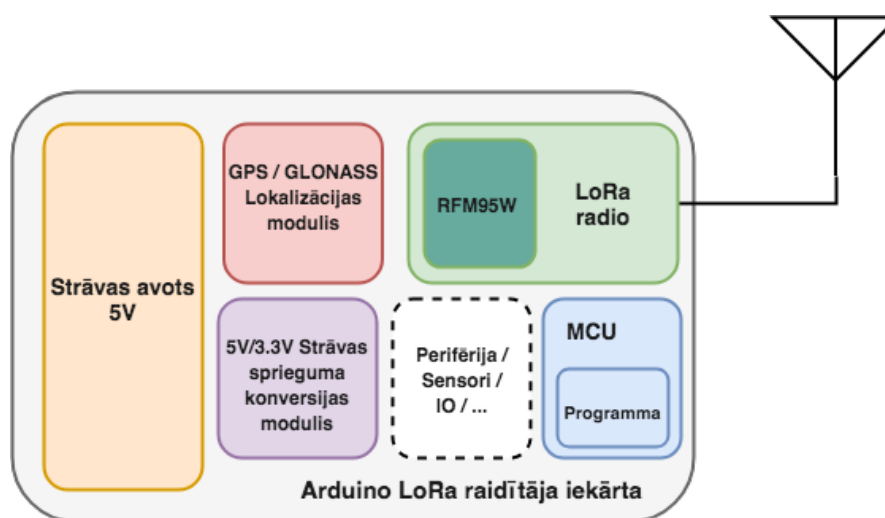 Strāvas avots
5V
GPS / GLONASS
Lokalizācijas
modulis
RFM95W
LoRa
radio
5V/3.3V Strāvas
sprieguma
konversijas
modulis
Perifērija /
Sensori /
IO / ...
MCU
Programma
Arduino LoRa raidītāja iekārta